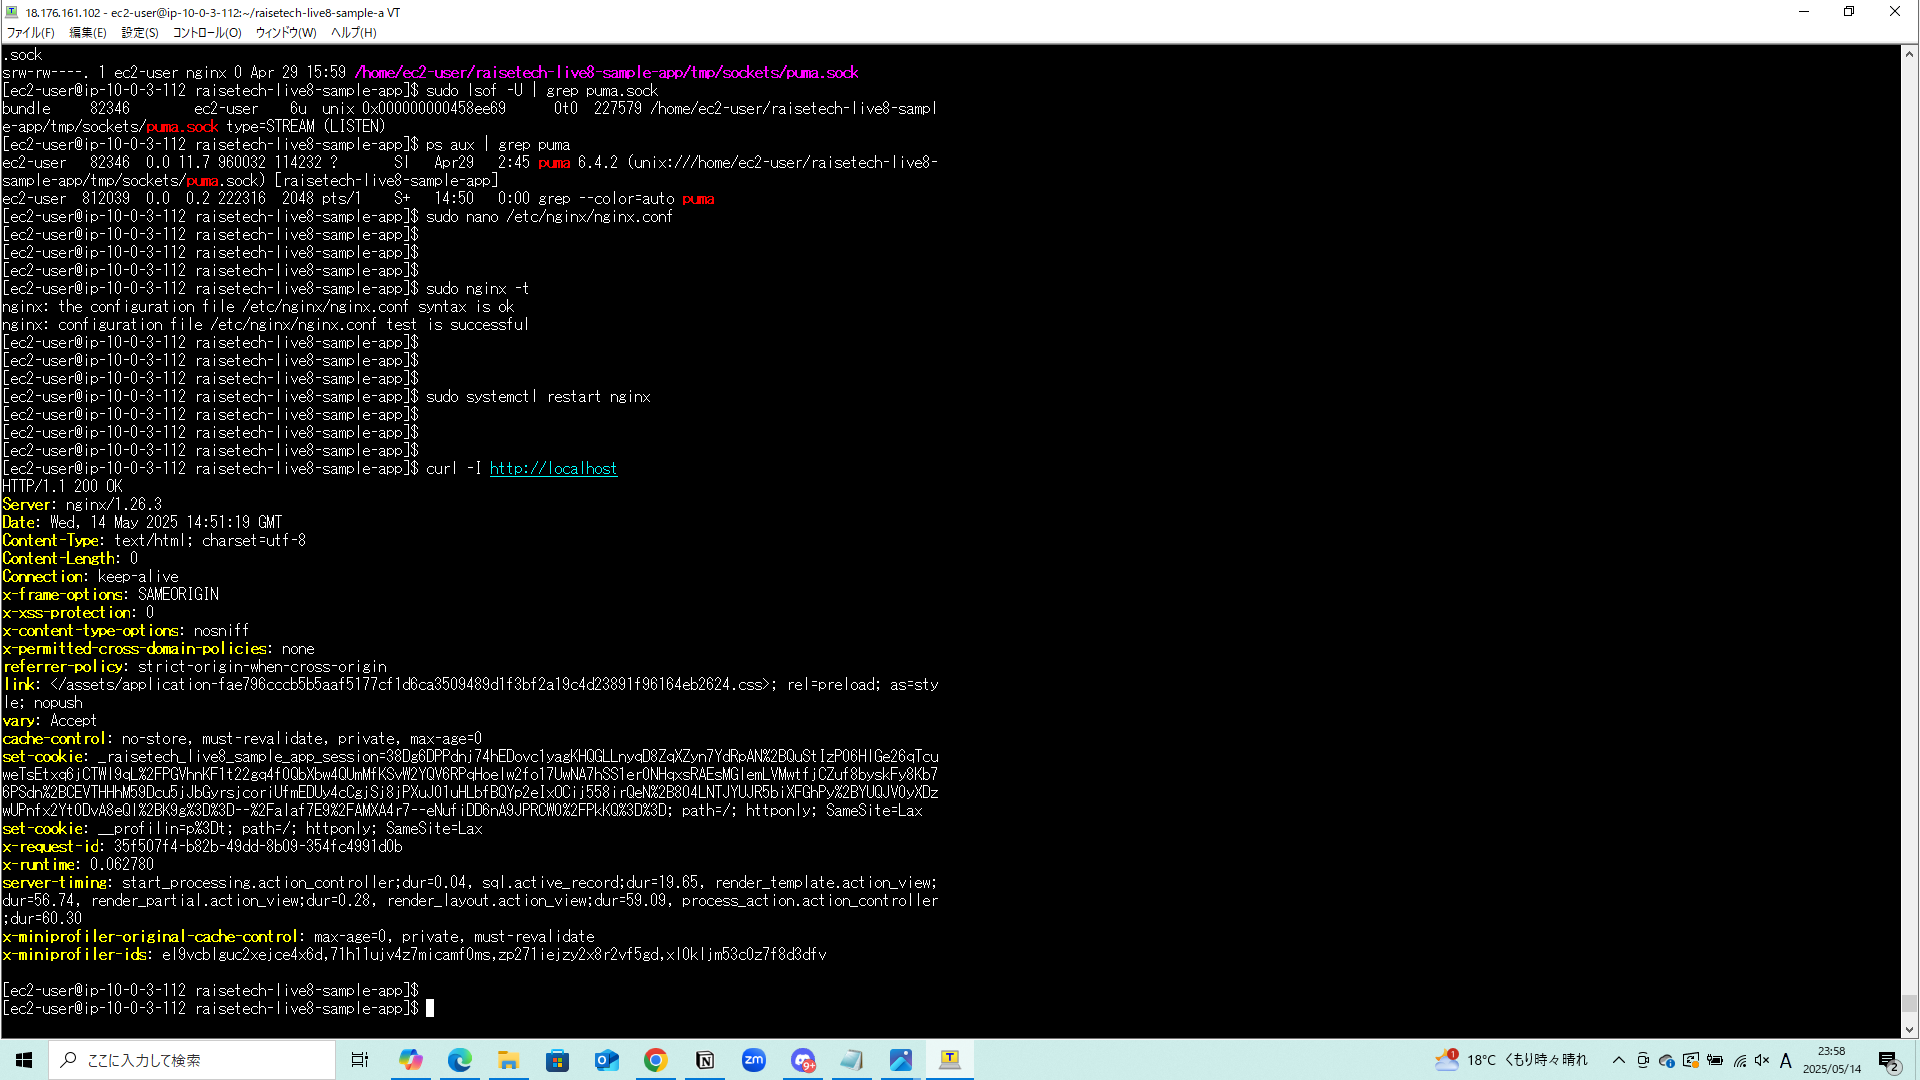 18.176.161.102 - ec2-user@ip-10-0-3-112:~/raisetech-live8-sample-a VT
ファイル(F) 編集(E) 設定(S) コントロール(O) ウィンドウ(W) ヘルプ(H)
.sock
srw-rw----. 1 ec2-user nginx 0 Apr 29 15:59 /home/ec2-user/raisetech-live8-sample-app/tmp/sockets/puma.sock
[ec2-user@ip-10-0-3-112 raisetech-live8-sample-app]$ sudo lsof -U | grep puma.sock
bundle     82346        ec2-user    6u  unix 0x000000000458ee69      0t0  227579 /home/ec2-user/raisetech-live8-sampl
e-app/tmp/sockets/puma.sock type=STREAM (LISTEN)
[ec2-user@ip-10-0-3-112 raisetech-live8-sample-app]$ ps aux | grep puma
ec2-user   82346  0.0 11.7 960032 114232 ?       Sl   Apr29   2:45 puma 6.4.2 (unix:///home/ec2-user/raisetech-live8-
sample-app/tmp/sockets/puma.sock) [raisetech-live8-sample-app]
ec2-user  812039  0.0  0.2 222316  2048 pts/1    S+   14:50   0:00 grep --color=auto puma
[ec2-user@ip-10-0-3-112 raisetech-live8-sample-app]$ sudo nano /etc/nginx/nginx.conf
[ec2-user@ip-10-0-3-112 raisetech-live8-sample-app]$
[ec2-user@ip-10-0-3-112 raisetech-live8-sample-app]$
[ec2-user@ip-10-0-3-112 raisetech-live8-sample-app]$
[ec2-user@ip-10-0-3-112 raisetech-live8-sample-app]$ sudo nginx -t
nginx: the configuration file /etc/nginx/nginx.conf syntax is ok
nginx: configuration file /etc/nginx/nginx.conf test is successful
[ec2-user@ip-10-0-3-112 raisetech-live8-sample-app]$
[ec2-user@ip-10-0-3-112 raisetech-live8-sample-app]$
[ec2-user@ip-10-0-3-112 raisetech-live8-sample-app]$
[ec2-user@ip-10-0-3-112 raisetech-live8-sample-app]$ sudo systemctl restart nginx
[ec2-user@ip-10-0-3-112 raisetech-live8-sample-app]$
[ec2-user@ip-10-0-3-112 raisetech-live8-sample-app]$
[ec2-user@ip-10-0-3-112 raisetech-live8-sample-app]$
[ec2-user@ip-10-0-3-112 raisetech-live8-sample-app]$ curl -I http://localhost
HTTP/1.1 200 OK
Server: nginx/1.26.3
Date: Wed, 14 May 2025 14:51:19 GMT
Content-Type: text/html; charset=utf-8
Content-Length: 0
Connection: keep-alive
x-frame-options: SAMEORIGIN
x-xss-protection: 0
x-content-type-options: nosniff
x-permitted-cross-domain-policies: none
referrer-policy: strict-origin-when-cross-origin
link: </assets/application-fae796cccb5b5aaf5177cf1d6ca3509489d1f3bf2a19c4d23891f96164eb2624.css>; rel=preload; as=sty
le; nopush
vary: Accept
cache-control: no-store, must-revalidate, private, max-age=0
set-cookie: _raisetech_live8_sample_app_session=38Dg6DPPdnj74hEDovc1yagKHQGLLnyqD8ZqXZyn7YdRpAN%2BQuStIzPO6HlGe26qTcu
weTsEtxq6jCTWl9qL%2FPGVhnKF1t22gq4f0QbXbw4QUmMfKSvW2YQV6RPqHoeIw2fo17UwNA7hSS1er0NHqxsRAEsMGlemLVMwtfjCZuf8byskFy8Kb7
6PSdn%2BCEVTHHhM59Dcu5jJbGyrsjcoriUfmEDUy4cCgjSj8jPXuJ01uHLbfBQYp2eIxOCij558irQeN%2B804LNTJYUJR5biXFGhPy%2BYUQJV0yXDz
wUPnfx2Yt0DvA8eQl%2BK9g%3D%3D--%2Falaf7E9%2FAMXA4r7--eNufiDD6nA9JPRCWO%2FPkKQ%3D%3D; path=/; httponly; SameSite=Lax
set-cookie: __profilin=p%3Dt; path=/; httponly; SameSite=Lax
x-request-id: 35f507f4-b82b-49dd-8b09-354fc4991d0b
x-runtime: 0.062780
server-timing: start_processing.action_controller;dur=0.04, sql.active_record;dur=19.65, render_template.action_view;
dur=56.74, render_partial.action_view;dur=0.28, render_layout.action_view;dur=59.09, process_action.action_controller
;dur=60.30
x-miniprofiler-original-cache-control: max-age=0, private, must-revalidate
x-miniprofiler-ids: el9vcblguc2xejce4x6d,71h11ujv4z7micamf0ms,zp271iejzy2x8r2vf5gd,xl0kljm53c0z7f8d3dfv
[ec2-user@ip-10-0-3-112 raisetech-live8-sample-app]$
[ec2-user@ip-10-0-3-112 raisetech-live8-sample-app]$
ここに入力して検索
zm
9+
1
18°C くもり時々晴れ
A
23:58
2025/05/14
2